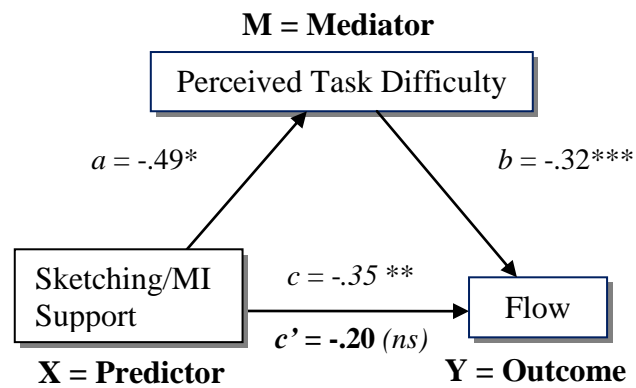 M = Mediator
Perceived Task Difficulty
a = -.49*
b = -.32***
Sketching/MI
Support
c = -.35 **
c’ = -.20 (ns)
Flow
X = Predictor
Y = Outcome